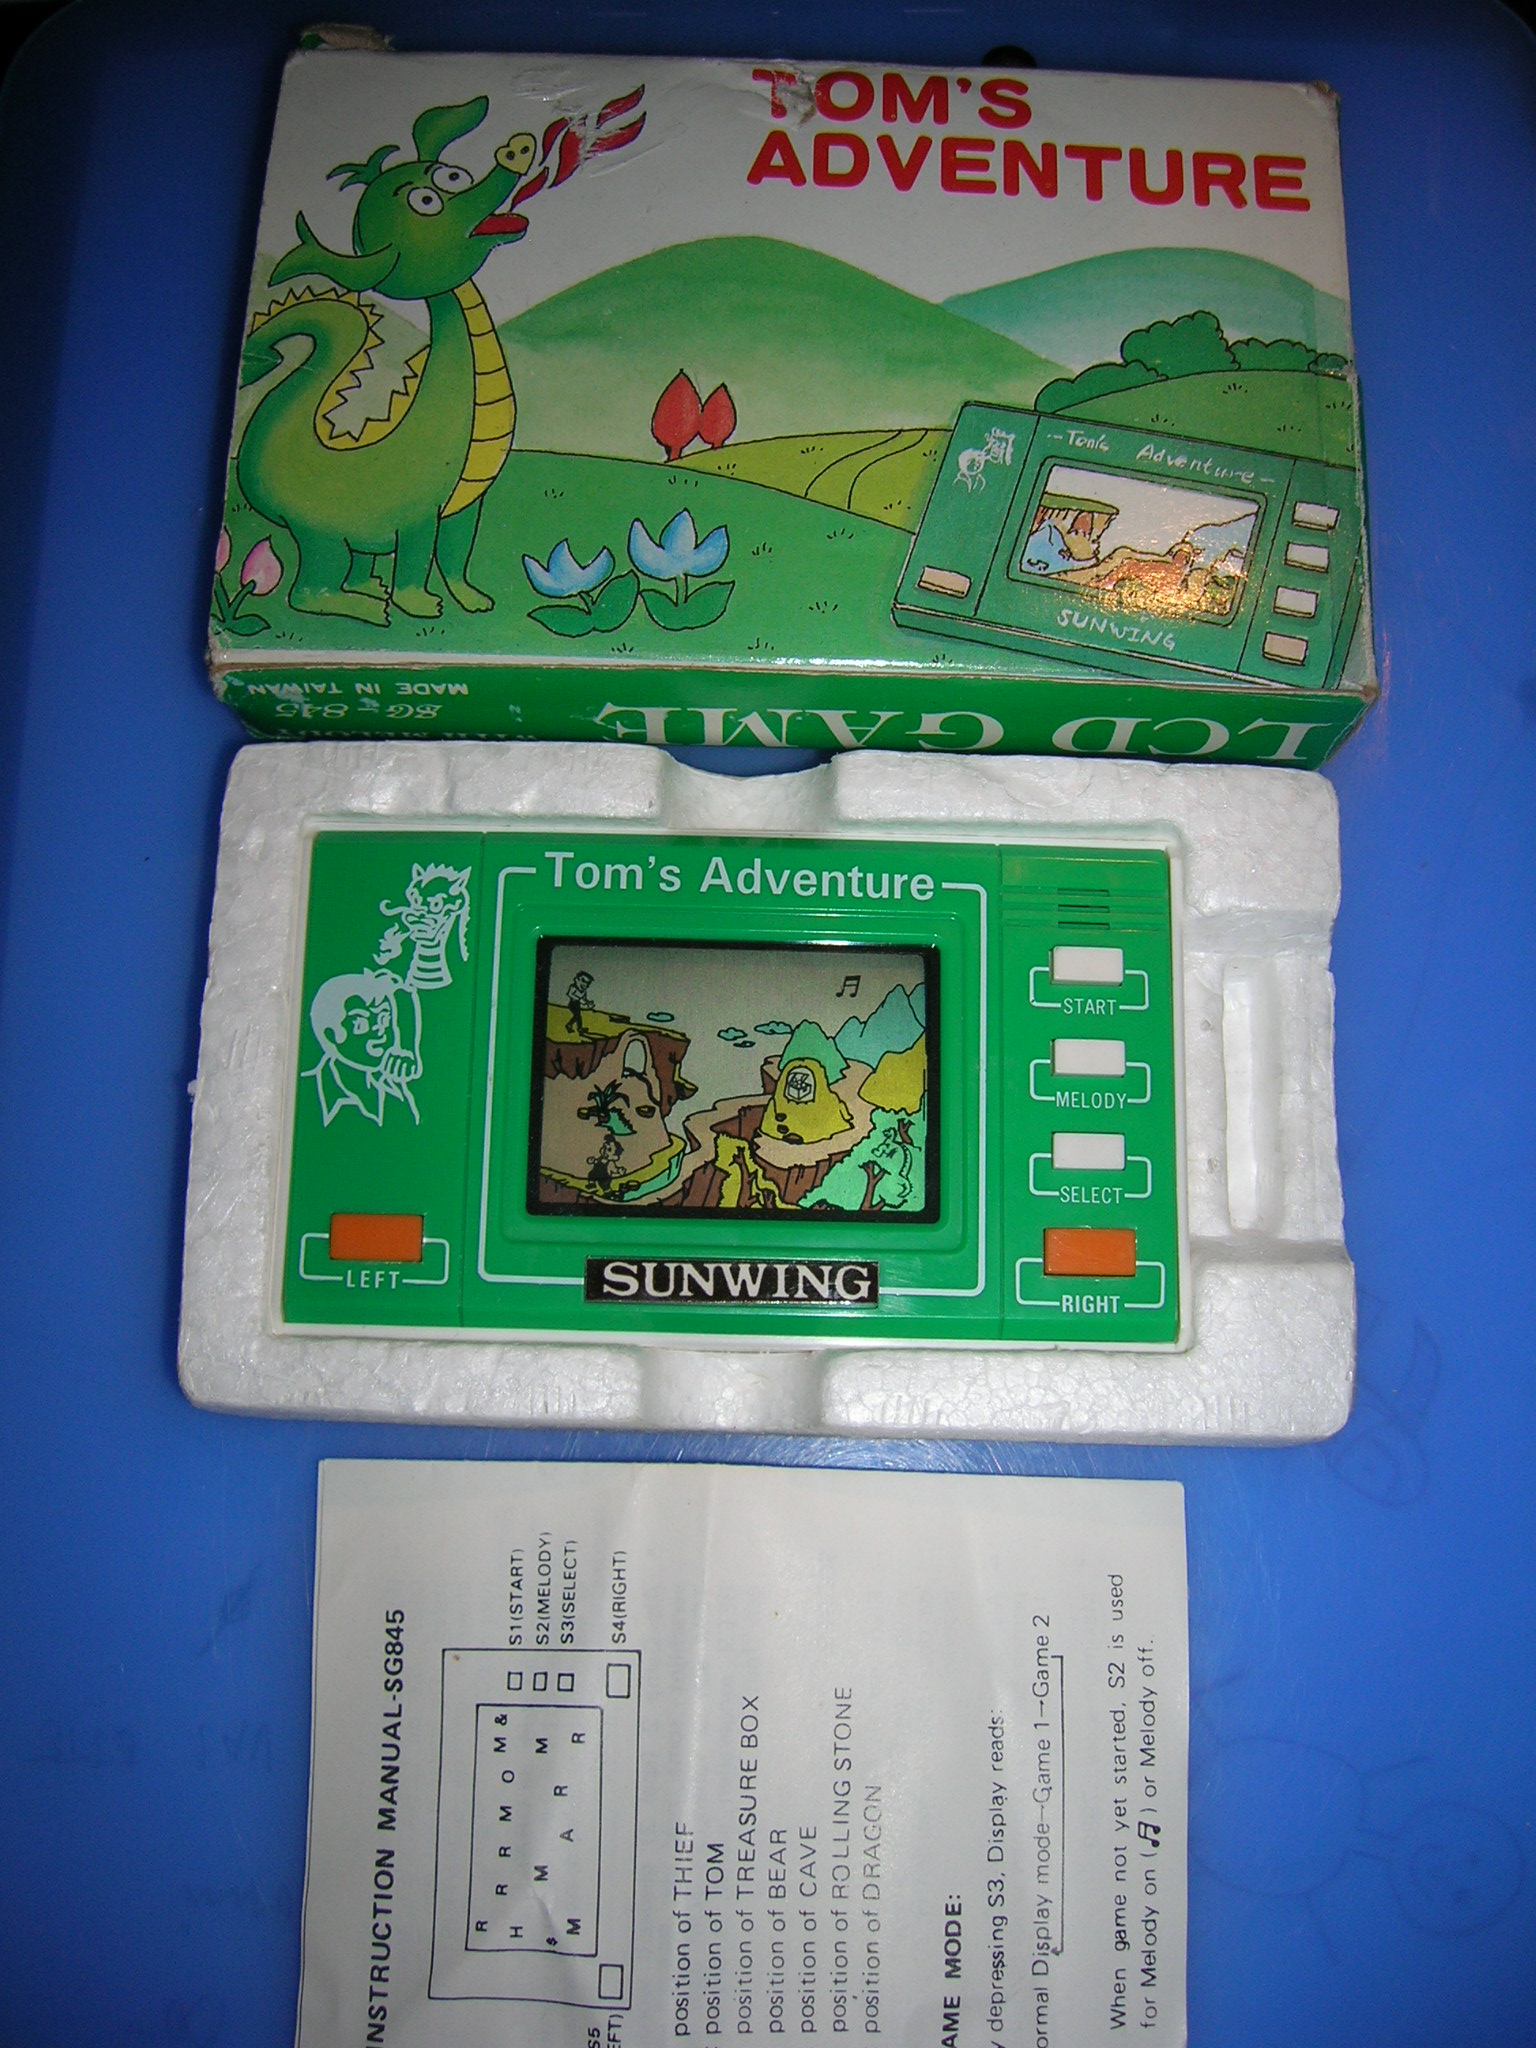 TOM'S
ADVENTURE
--Tom's Adventure--
SUNWING
LCD GAME
SG-845
MADE IN TAIWAN
Tom's Adventure
START
MELODY
SELECT
LEFT
RIGHT
SUNWING
INSTRUCTION MANUAL-SG845
S1(START)
S2(MELODY)
S3(SELECT)
S4(RIGHT)
S5
R
H R R M O M &
$ M M A R M
M R
position of THIEF
position of TOM
position of TREASURE BOX
position of BEAR
position of CAVE
position of ROLLING STONE
position of DRAGON
AME MODE:
y depressing S3, Display reads:
ormal Display mode→Game 1→Game 2
When game not yet started, S2 is used
for Melody on (♫) or Melody off.